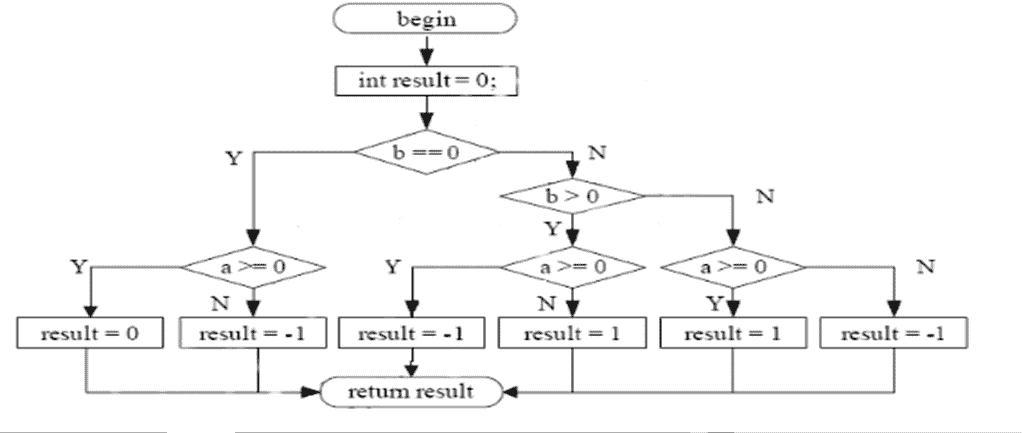 begin
int result = 0;
b == 0
Y
N
b > 0
N
Y
a >= 0
a >= 0
a >= 0
Y
N
Y
N
Y
N
result = 0
result = -1
result = -1
result = 1
result = 1
result = -1
return result